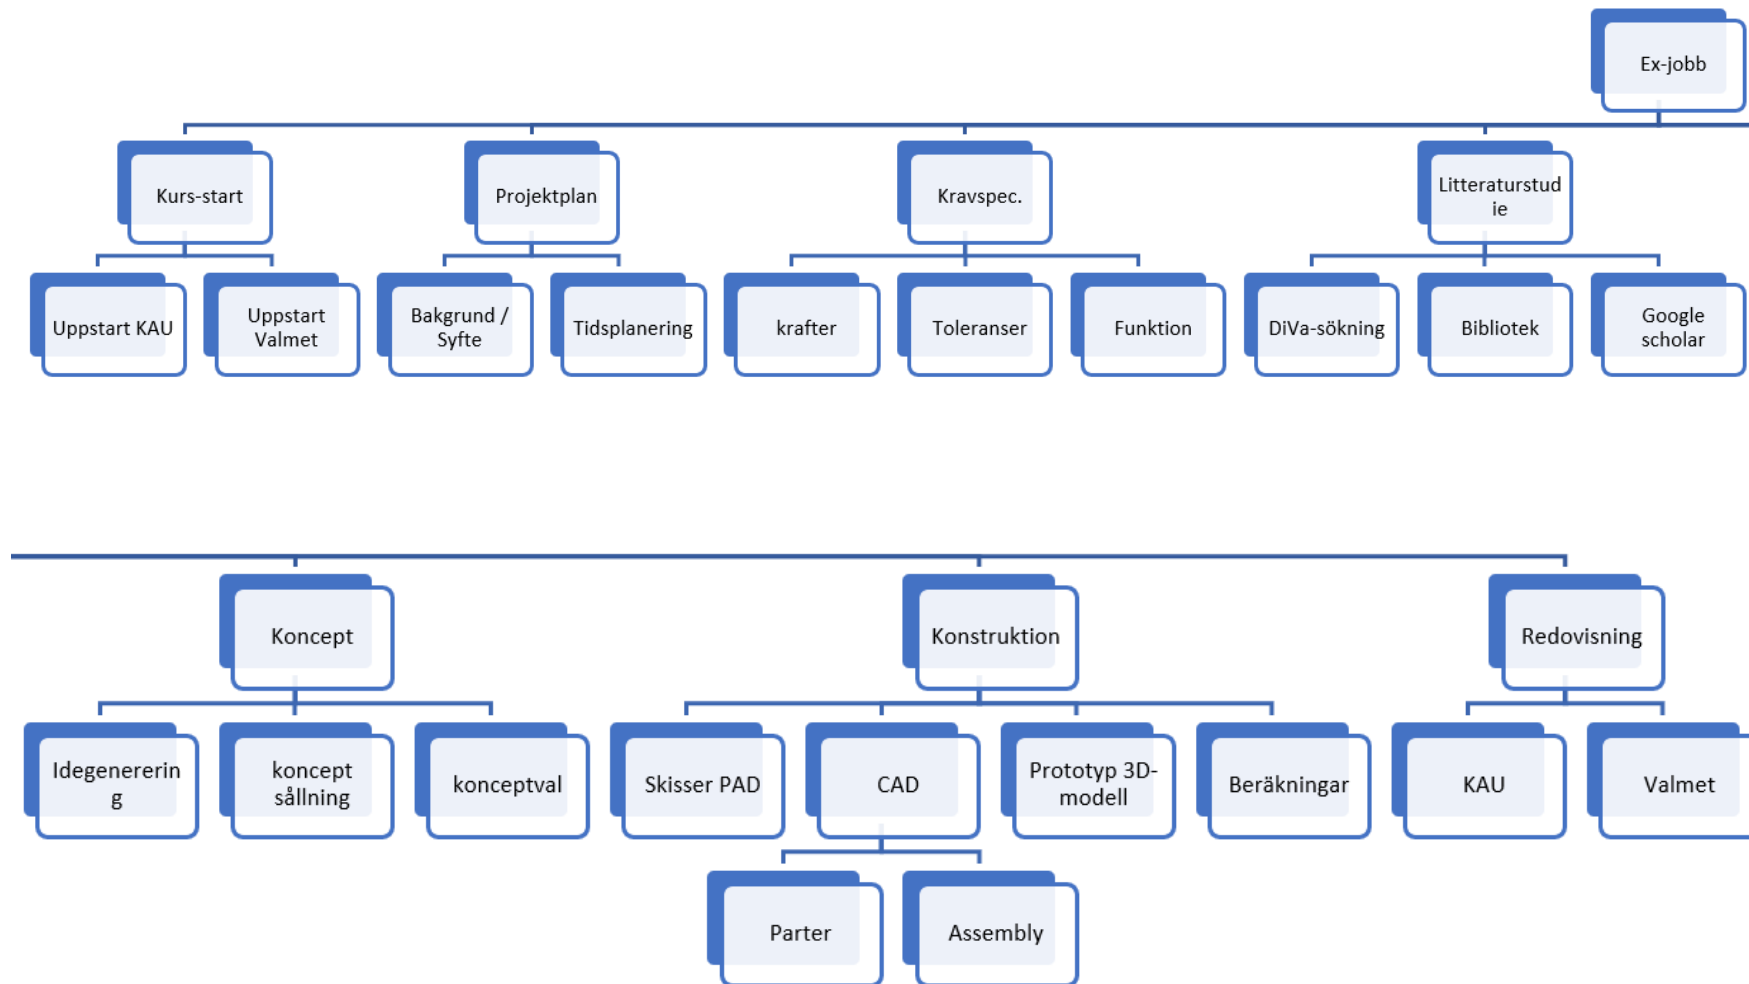 Ex-jobb
Kurs-start
Projektplan
Kravspec.
Litteraturstud
ie
Uppstart KAU
Uppstart
Valmet
Bakgrund /
Syfte
Tidsplanering
krafter
Toleranser
Funktion
DiVa-sökning
Bibliotek
Google
scholar
Koncept
Konstruktion
Redovisning
Idegenererin
g
koncept
sållning
konceptval
Skisser PAD
CAD
Prototyp 3D-
modell
Beräkningar
KAU
Valmet
Parter
Assembly